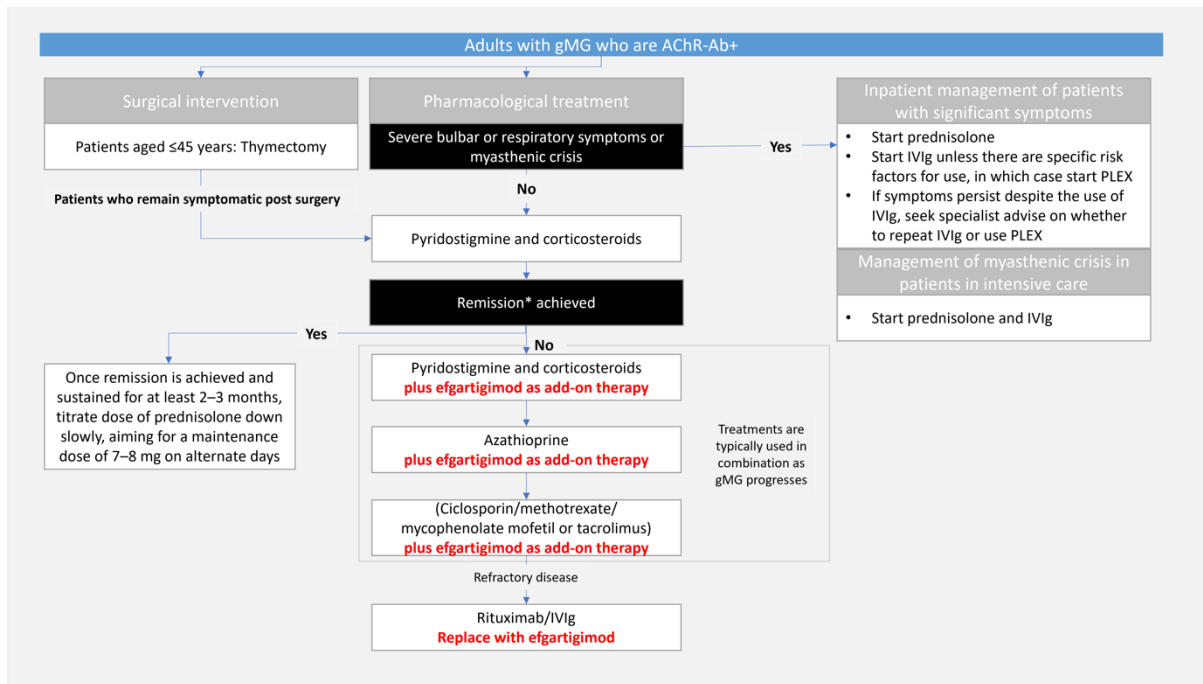 Adults with gMG who are AChR-Ab+
Surgical intervention
Patients aged ≤45 years: Thymectomy
Patients who remain symptomatic post surgery
Pharmacological treatment
Severe bulbar or respiratory symptoms or
myasthenic crisis
Yes
No
Inpatient management of patients
with significant symptoms
• Start prednisolone
• Start IVIg unless there are specific risk
factors for use, in which case start PLEX
• If symptoms persist despite the use of
IVIg, seek specialist advise on whether
to repeat IVIg or use PLEX
Management of myasthenic crisis in
patients in intensive care
• Start prednisolone and IVIg
Pyridostigmine and corticosteroids
Remission* achieved
Yes
No
Once remission is achieved and
sustained for at least 2–3 months,
titrate dose of prednisolone down
slowly, aiming for a maintenance
dose of 7–8 mg on alternate days
Pyridostigmine and corticosteroids
plus efgartigimod as add-on therapy
Azathioprine
plus efgartigimod as add-on therapy
(Ciclosporin/methotrexate/
mycophenolate mofetil or tacrolimus)
plus efgartigimod as add-on therapy
Treatments are
typically used in
combination as
gMG progresses
Refractory disease
Rituximab/IVIg
Replace with efgartigimod